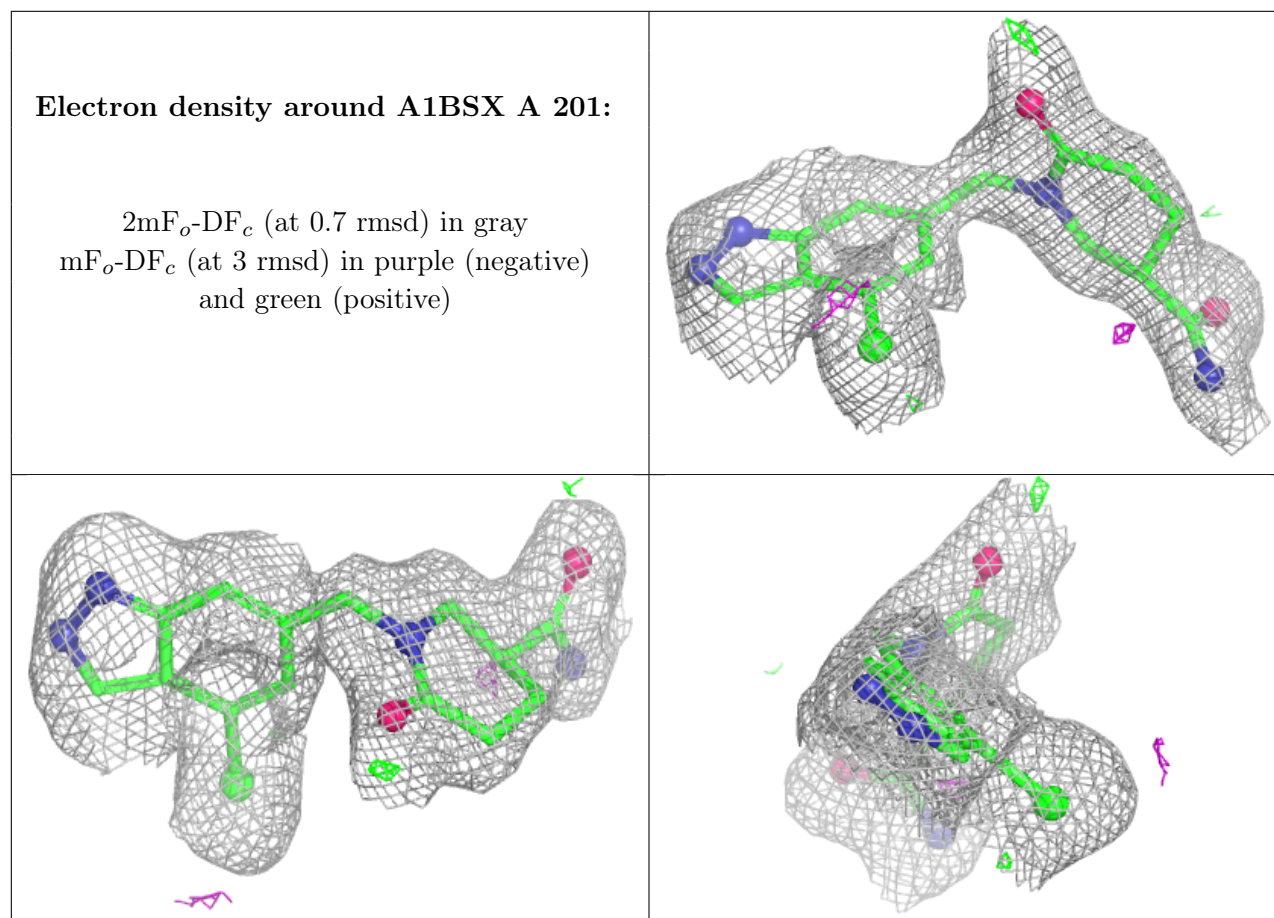 Electron density around A1BSX A 201:
2mFo-DFc (at 0.7 rmsd) in gray
mFo-DFc (at 3 rmsd) in purple (negative)
and green (positive)